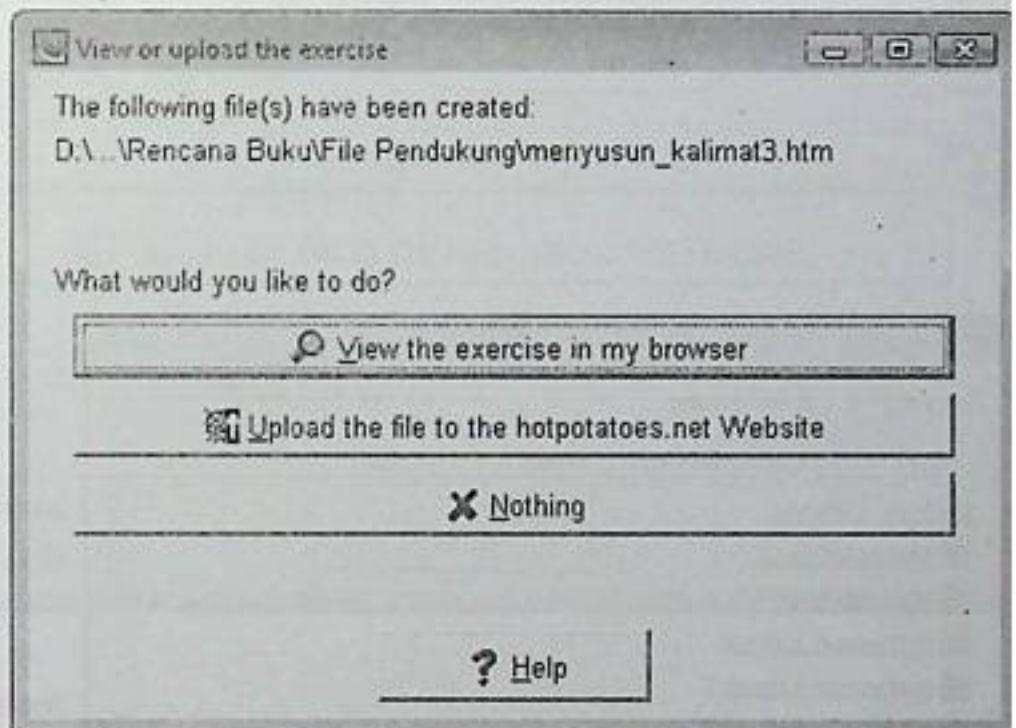 View or upload the exercise
The following file(s) have been created:
D:\...\Rencana Buku\File Pendukung\menyusun_kalimat3.htm
What would you like to do?
View the exercise in my browser
Upload the file to the hotpotatoes.net Website
Nothing
? Help